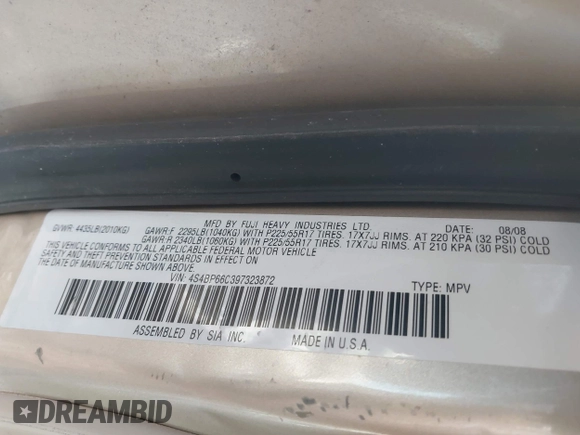 MFD BY FUJI HEAVY INDUSTRIES LTD. DATE: 08/08
GVWR: 4435LB(2010KG) GAWR:F 2295LB(1040KG) WITH P225/55R17 TIRES. 17X7JJ RIMS. AT 220 KPA (32 PSI) COLD
GAWR:R 2340LB(1060KG) WITH P225/55R17 TIRES. 17X7JJ RIMS. AT 210 KPA (30 PSI) COLD
THIS VEHICLE CONFORMS TO ALL APPLICABLE FEDERAL MOTOR VEHICLE
SAFETY AND THEFT PREVENTION STANDARDS IN EFFECT
ON THE DATE OF MANUFACTURE SHOWN ABOVE.
VIN: 4S4BP66C397323872 TYPE: MPV
ASSEMBLED BY SIA INC. MADE IN U.S.A.
DREAMBID